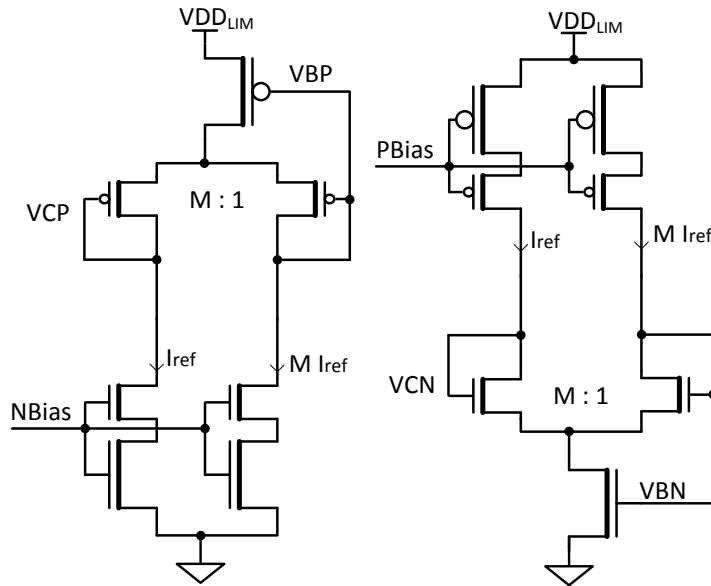 VDDLIM
VBP
VCP
M : 1
Iref
M Iref
NBias
VDDLIM
PBias
Iref
M Iref
VCN
M : 1
VBN